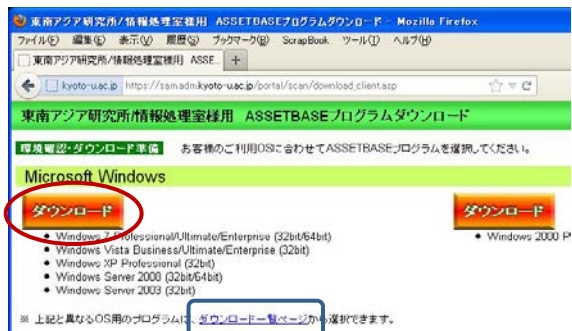 東南アジア研究所/情報処理室様用 ASSETBASEプログラムダウンロード - Mozilla Firefox
ファイル(F) 編集(E) 表示(V) 履歴(S) ブックマーク(B) ScrapBook ツール(T) ヘルプ(H)
東南アジア研究所/情報処理室様用 ASSE... +
kyoto-u.ac.jp https://sam.adm.kyoto-u.ac.jp/portal/scan/download_client.asp
東南アジア研究所/情報処理室様用 ASSETBASEプログラムダウンロード
環境確認・ダウンロード準備 お客様のご利用OSに合わせてASSETBASEプログラムを選択してください。
Microsoft Windows
ダウンロード ダウンロード
• Windows 7 Professional/Ultimate/Enterprise (32bit/64bit) • Windows 2000 P
• Windows Vista Business/Ultimate/Enterprise (32bit)
• Windows XP Professional (32bit)
• Windows Server 2008 (32bit/64bit)
• Windows Server 2003 (32bit)
※ 上記と異なるOS用のプログラムは、ダウンロード一覧ページから選択できます。